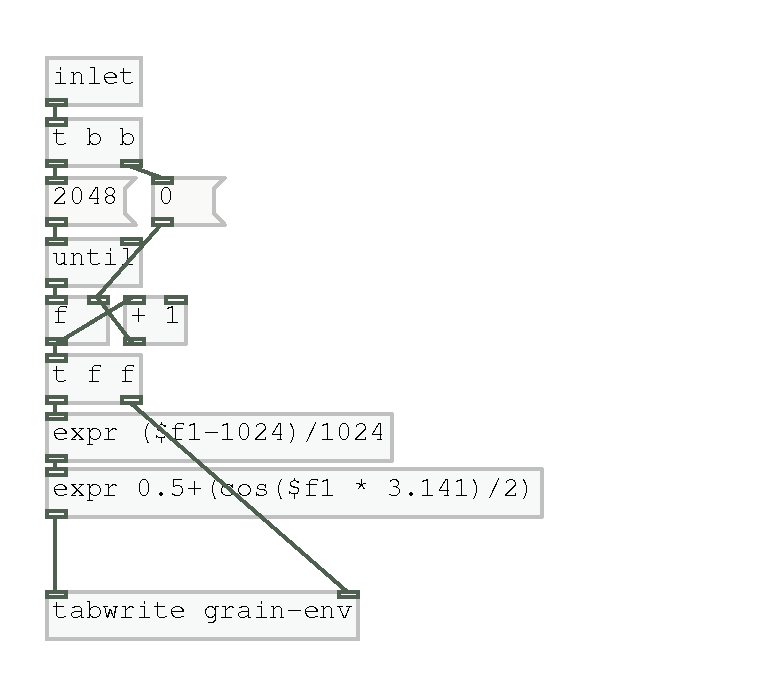 inlet
t b b
2048
0
until
f
+ 1
t f f
expr ($f1-1024)/1024
expr 0.5+(cos($f1 * 3.141)/2)
tabwrite grain-env